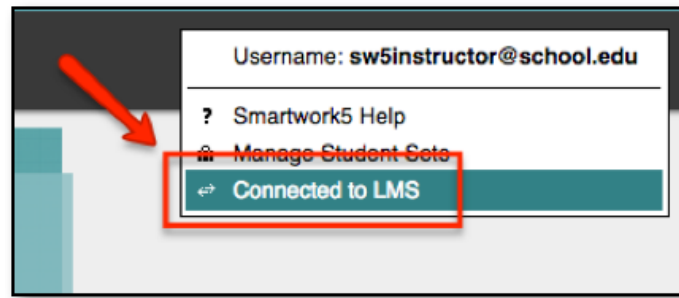 Username: sw5instructor@school.edu
? Smartwork5 Help
Manage Student Sets
Connected to LMS